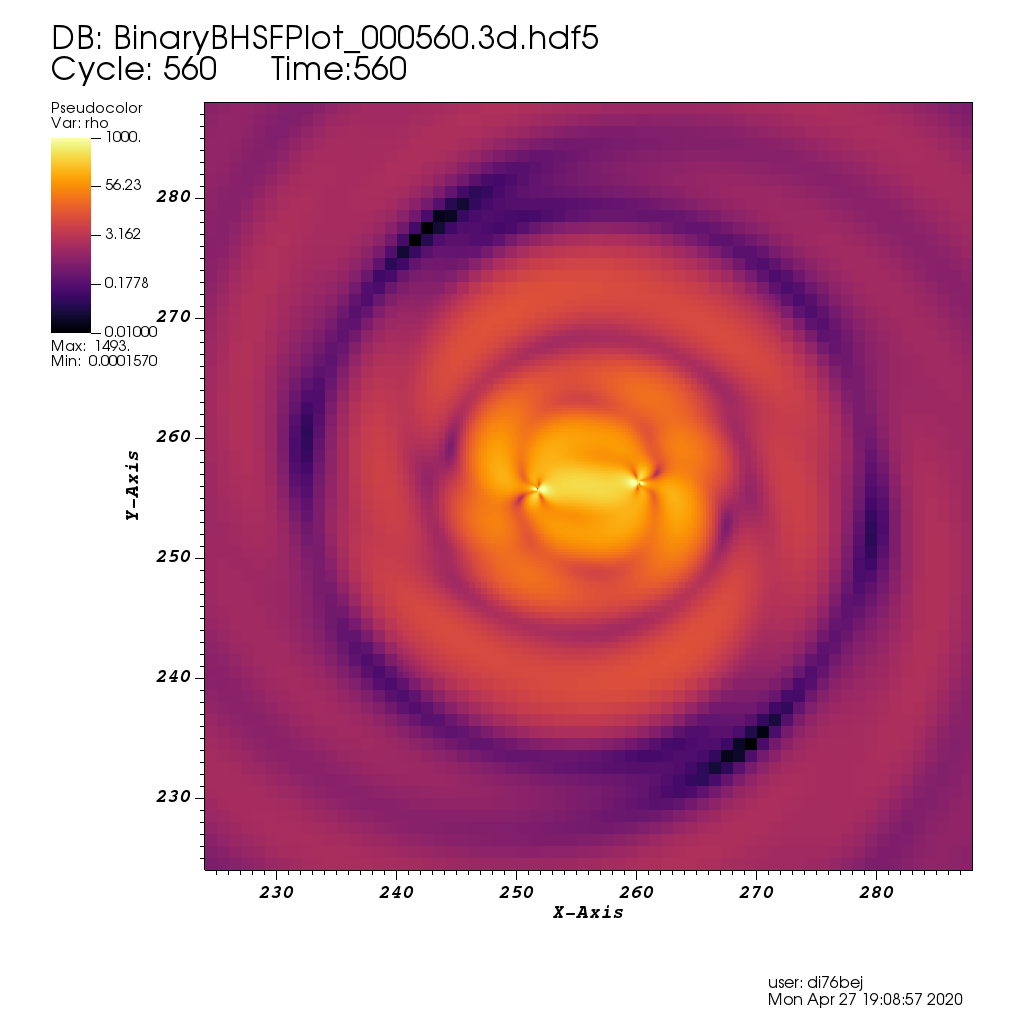 DB: BinaryBHSFPlot_000560.3d.hdf5
Cycle: 560 Time:560
Pseudocolor
Var: rho
1000.
56.23
3.162
0.1778
0.01000
Max: 1493.
Min: 0.0001570
280
270
260
250
240
230
Y-Axis
230 240 250 260 270 280
X-Axis
user: di76bej
Mon Apr 27 19:08:57 2020